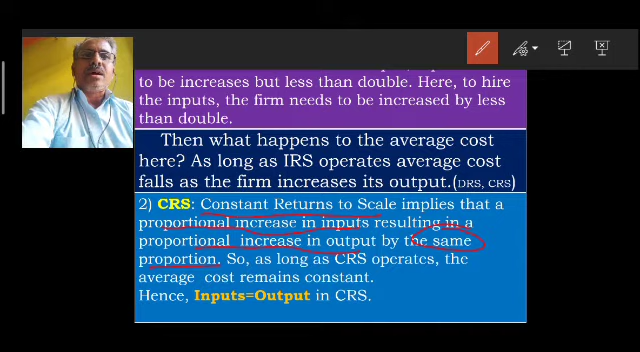 to be increases but less than double. Here, to hire
the inputs, the firm needs to be increased by less
than double.
Then what happens to the average cost
here? As long as IRS operates average cost
falls as the firm increases its output.(DRS, CRS)
2) CRS: Constant Returns to Scale implies that a
proportional increase in inputs resulting in a
proportional increase in output by the same
proportion. So, as long as CRS operates, the
average cost remains constant.
Hence, Inputs=Output in CRS.